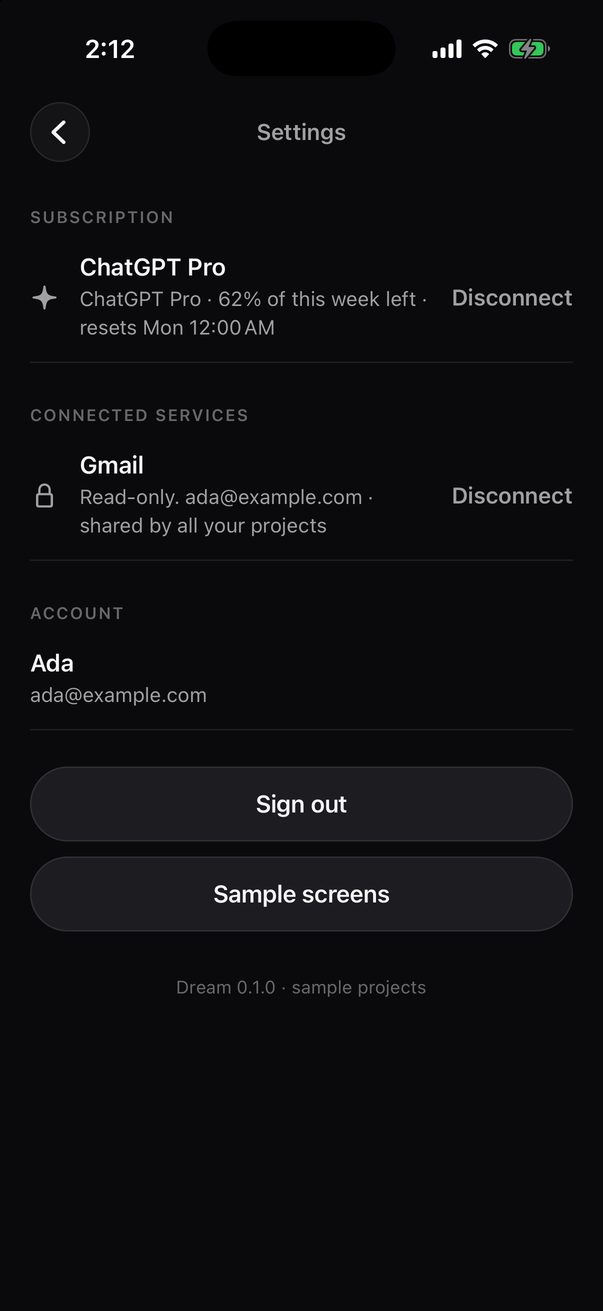 2:12
Settings
SUBSCRIPTION
ChatGPT Pro
ChatGPT Pro · 62% of this week left ·
resets Mon 12:00 AM
Disconnect
CONNECTED SERVICES
Gmail
Read-only. ada@example.com ·
shared by all your projects
Disconnect
ACCOUNT
Ada
ada@example.com
Sign out
Sample screens
Dream 0.1.0 · sample projects